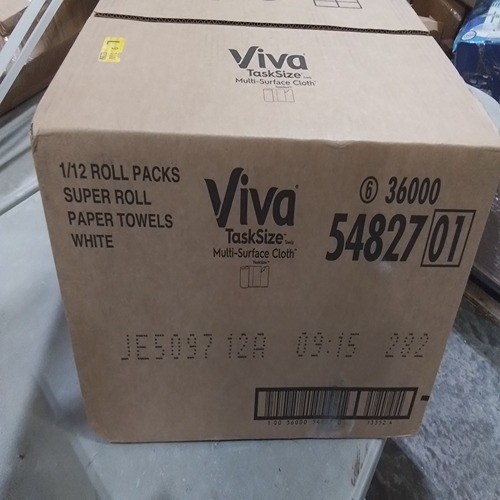 Viva
TaskSize
Multi-Surface Cloth
1/12 ROLL PACKS
SUPER ROLL
PAPER TOWELS
WHITE
Viva
TaskSize
Multi-Surface Cloth
6 36000
54827 01
JE5097 12A 09:15 282